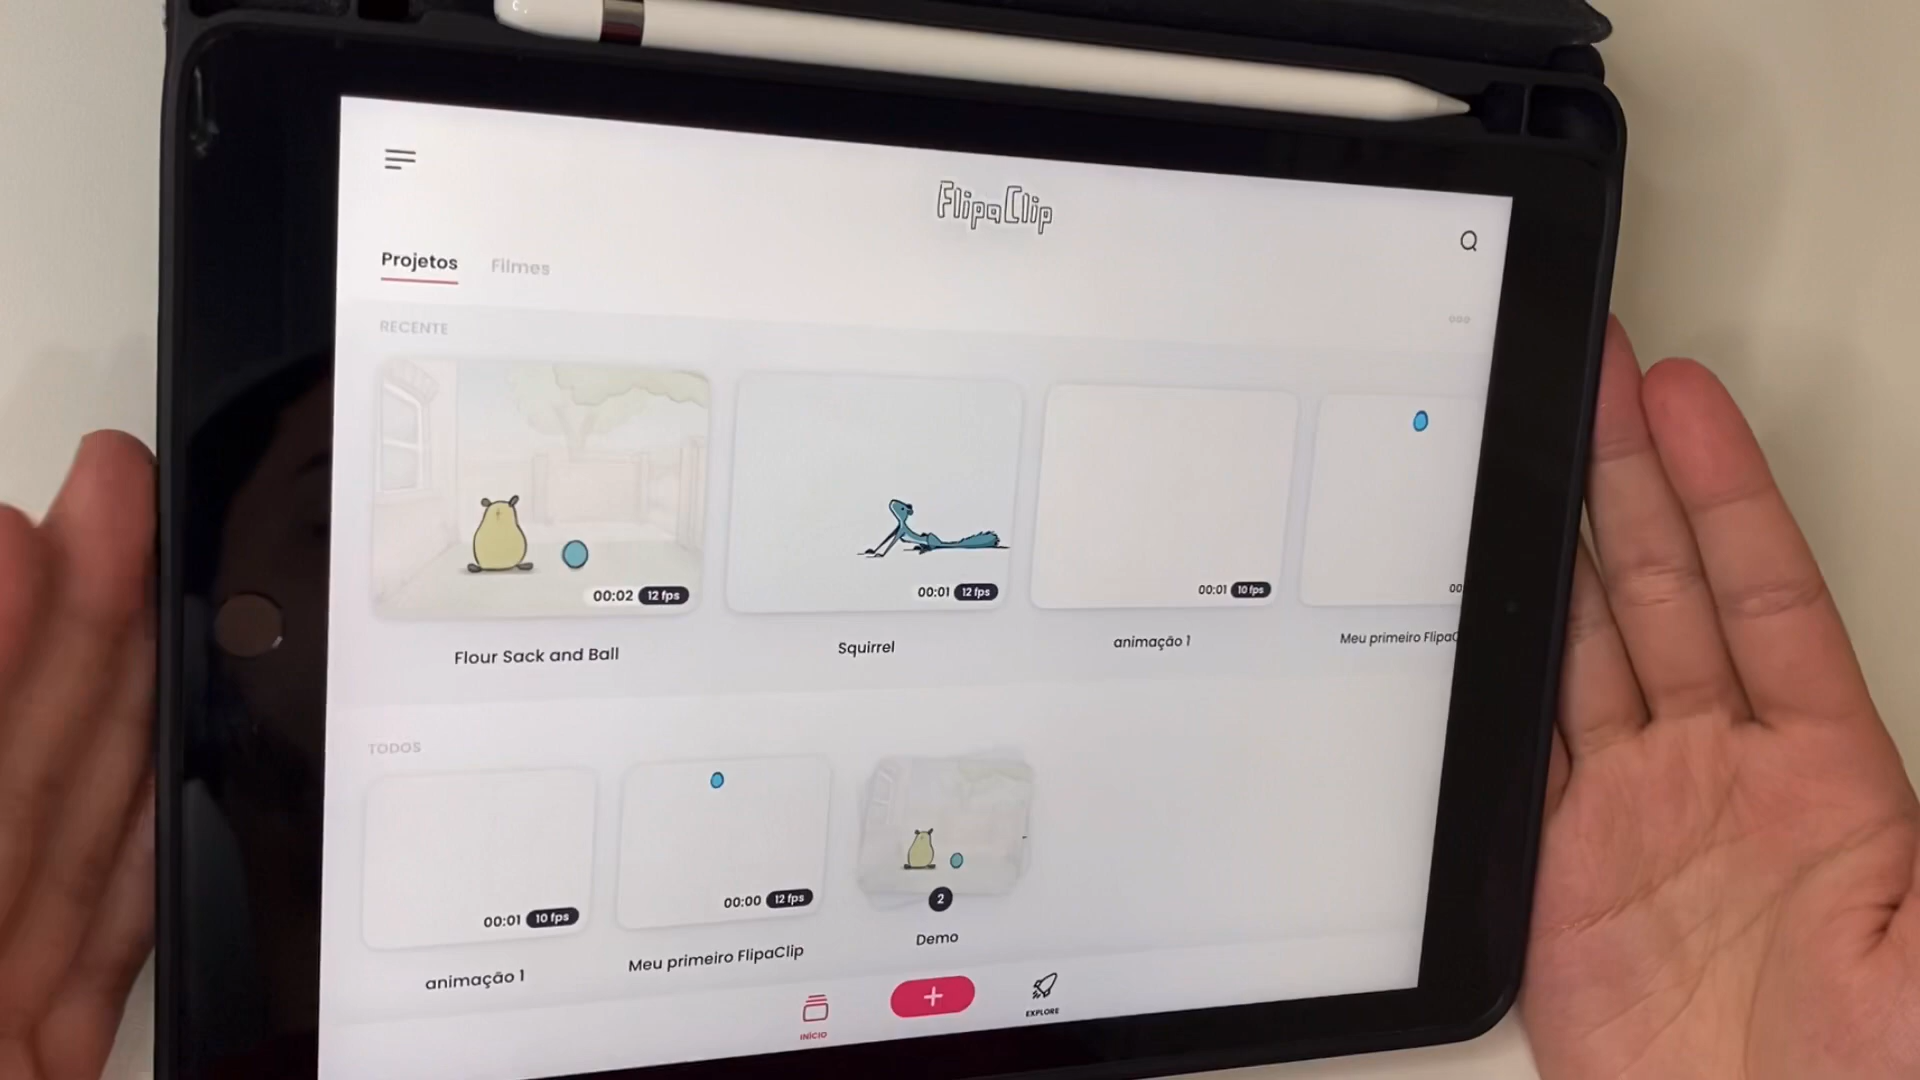 FlipaClip
Projetos Filmes
RECENTE
00:02 12 fps
00:01 12 fps
00:01 10 fps
00
Flour Sack and Ball
Squirrel
animação 1
Meu primeiro FlipaC
TODOS
00:01 10 fps
00:00 12 fps
2
animação 1
Meu primeiro FlipaClip
Demo
INÍCIO
EXPLORE